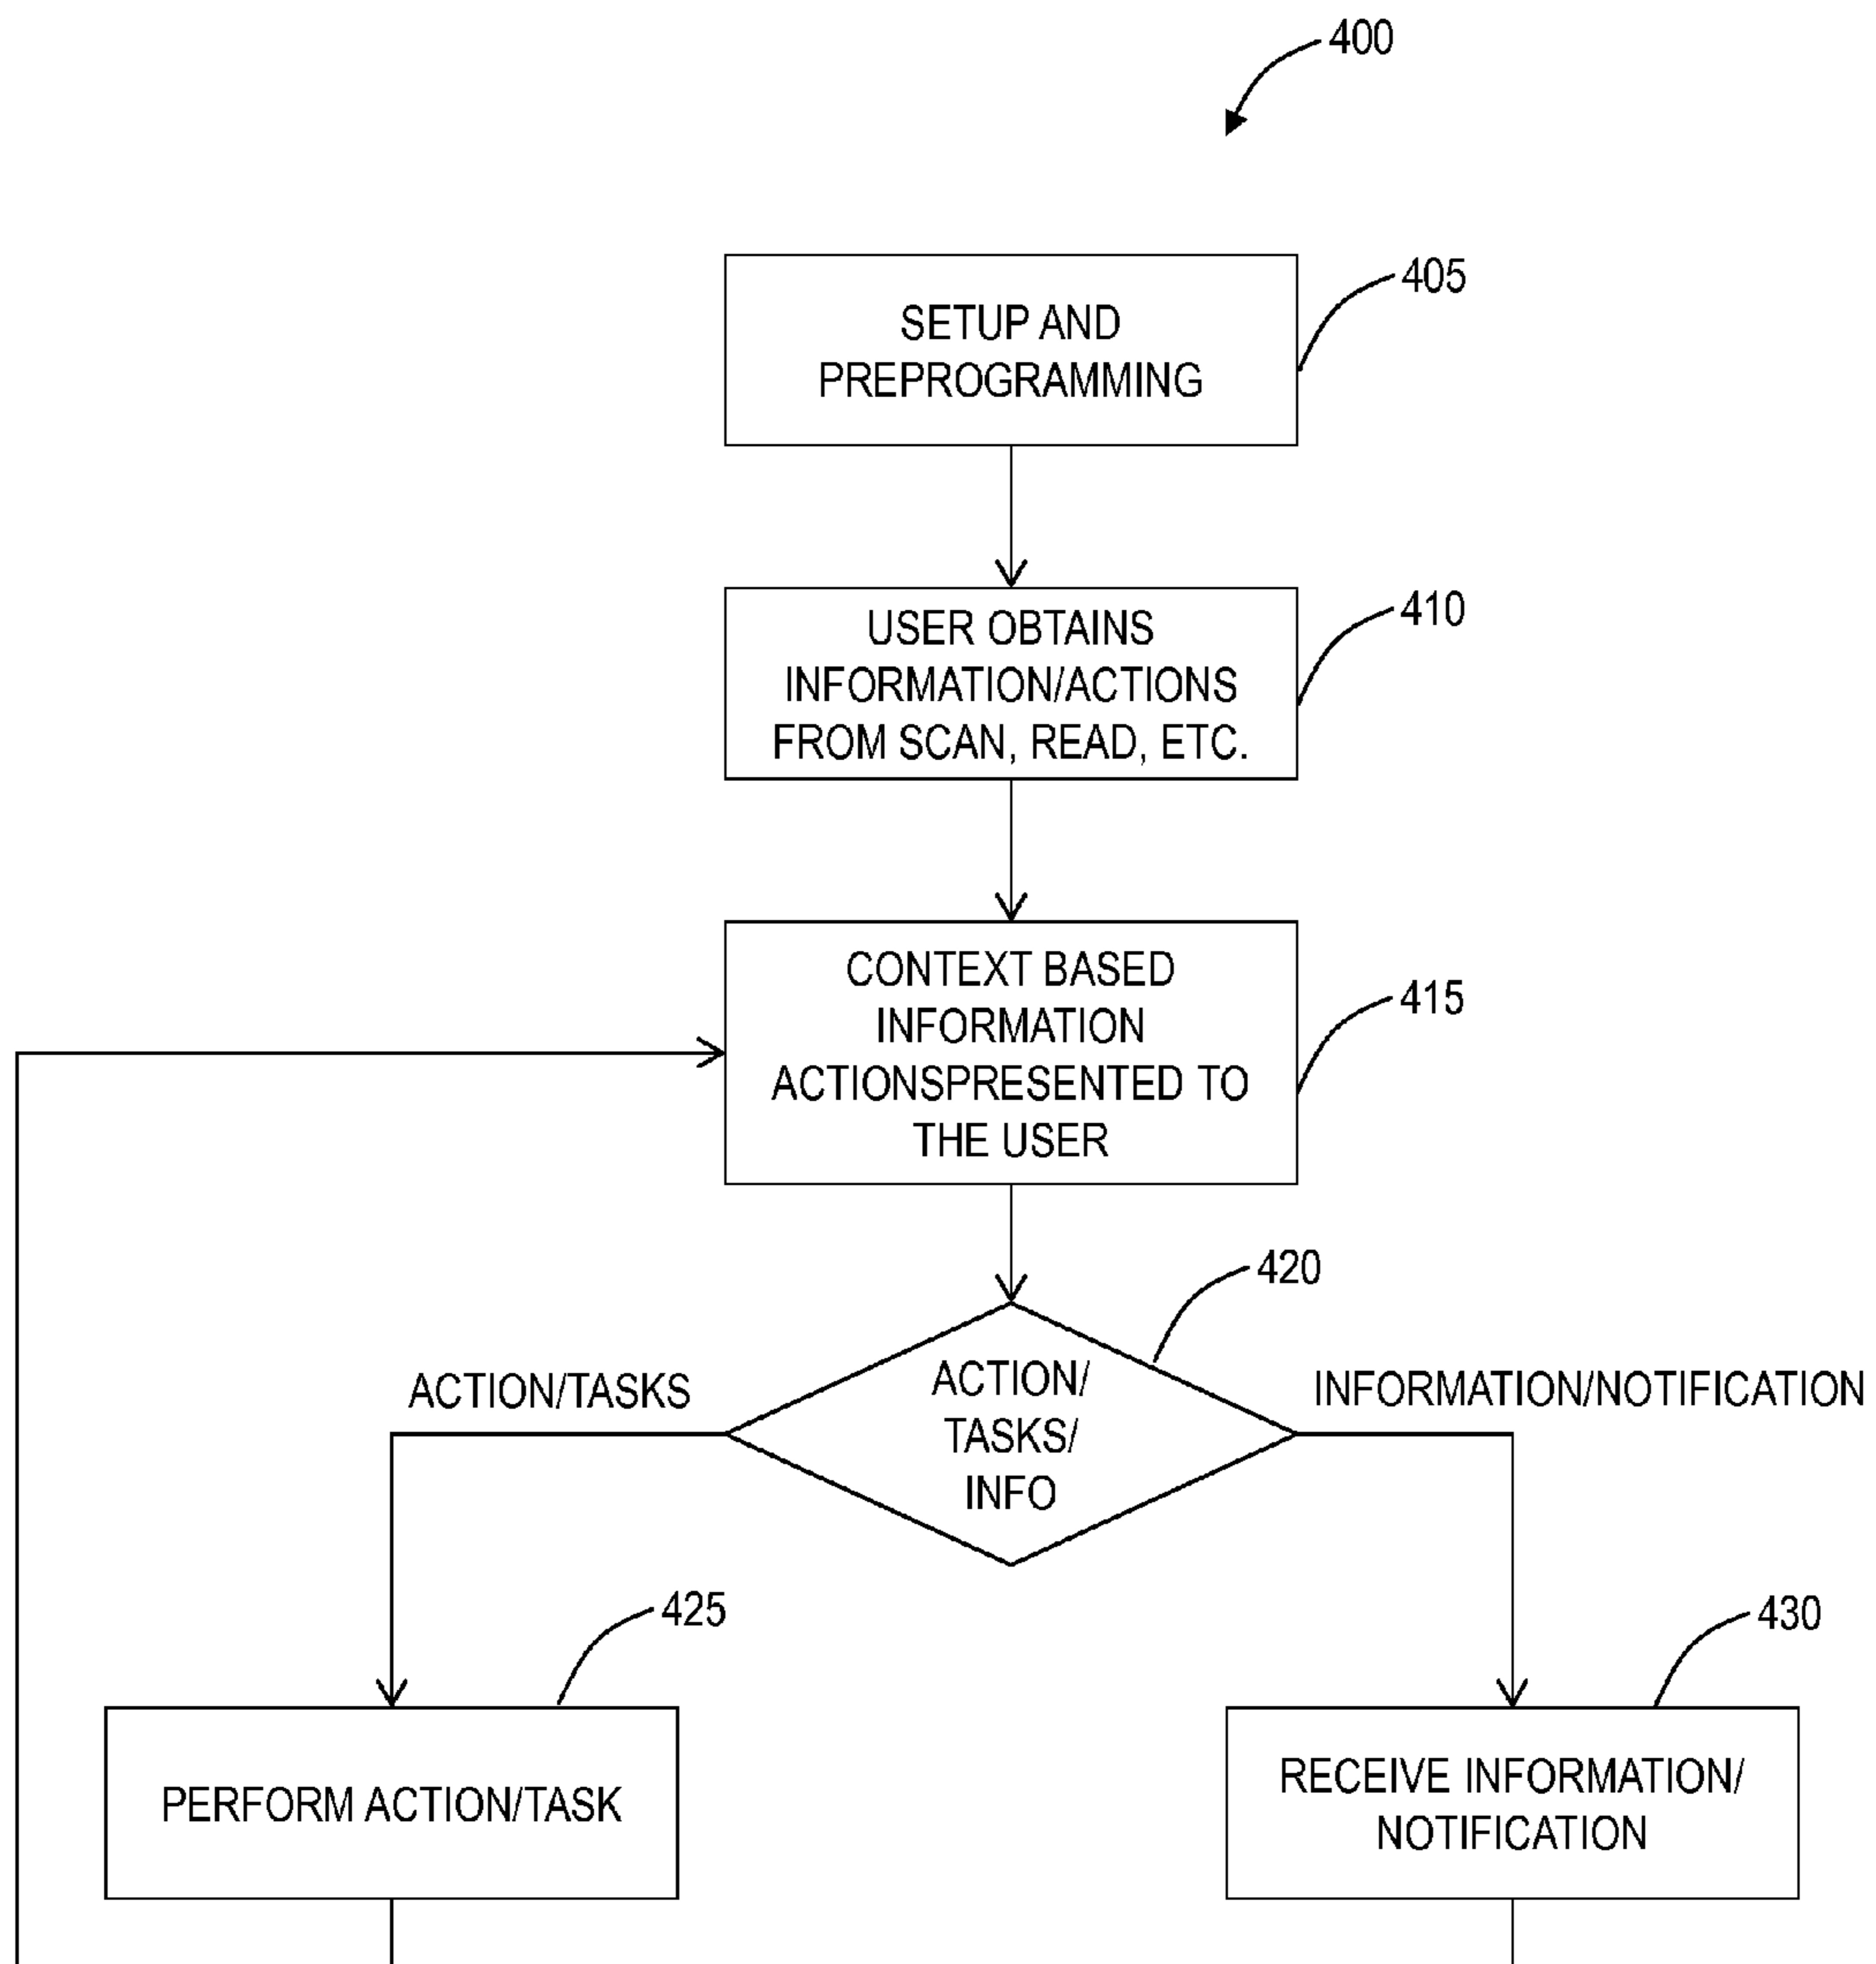 400
SETUP AND
PREPROGRAMMING
405
USER OBTAINS
INFORMATION/ACTIONS
FROM SCAN, READ, ETC.
410
CONTEXT BASED
INFORMATION
ACTIONSPRESENTED TO
THE USER
415
420
ACTION/TASKS
ACTION/
TASKS/
INFO
INFORMATION/NOTIFICATION
425
PERFORM ACTION/TASK
430
RECEIVE INFORMATION/
NOTIFICATION